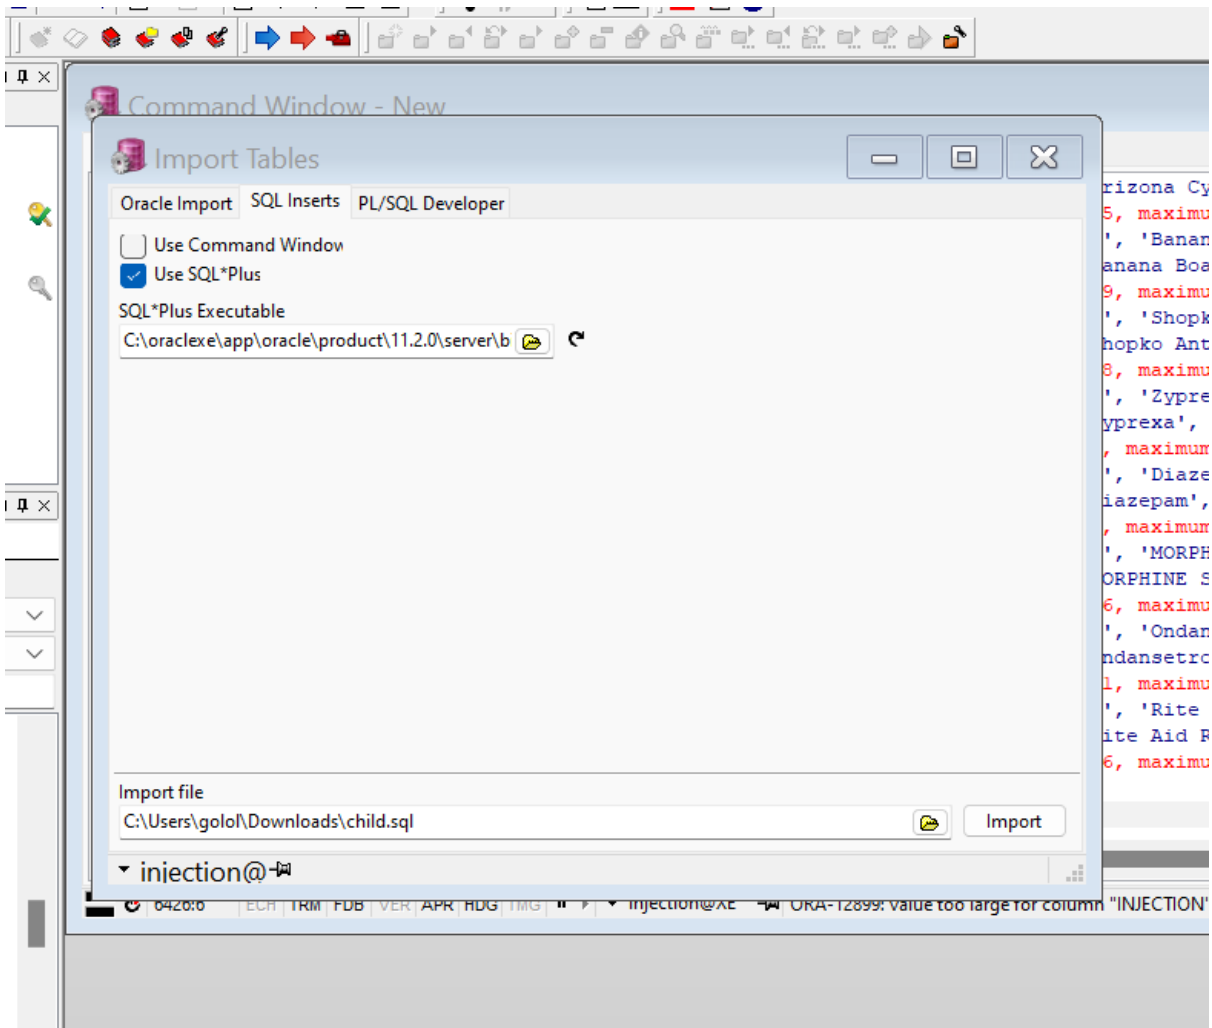 Command Window - New
Import Tables
Oracle Import SQL Inserts PL/SQL Developer
Use Command Window
Use SQL*Plus
SQL*Plus Executable
C:\oraclexe\app\oracle\product\11.2.0\server\b
Import file
C:\Users\golol\Downloads\child.sql
Import
injection@
rizona Cy
5, maximu
', 'Banan
anana Boa
9, maximu
', 'Shopk
hopko Ant
8, maximu
', 'Zypre
yprexa',
, maximum
', 'Diaze
iazepam',
, maximum
', 'MORPH
ORPHINE S
6, maximu
', 'Ondan
ndansetro
1, maximu
', 'Rite
ite Aid R
6, maximu
6426:6 ECH TRM FDB VER APR HDG TMG injection@XE ORA-12899: value too large for column "INJECTION"